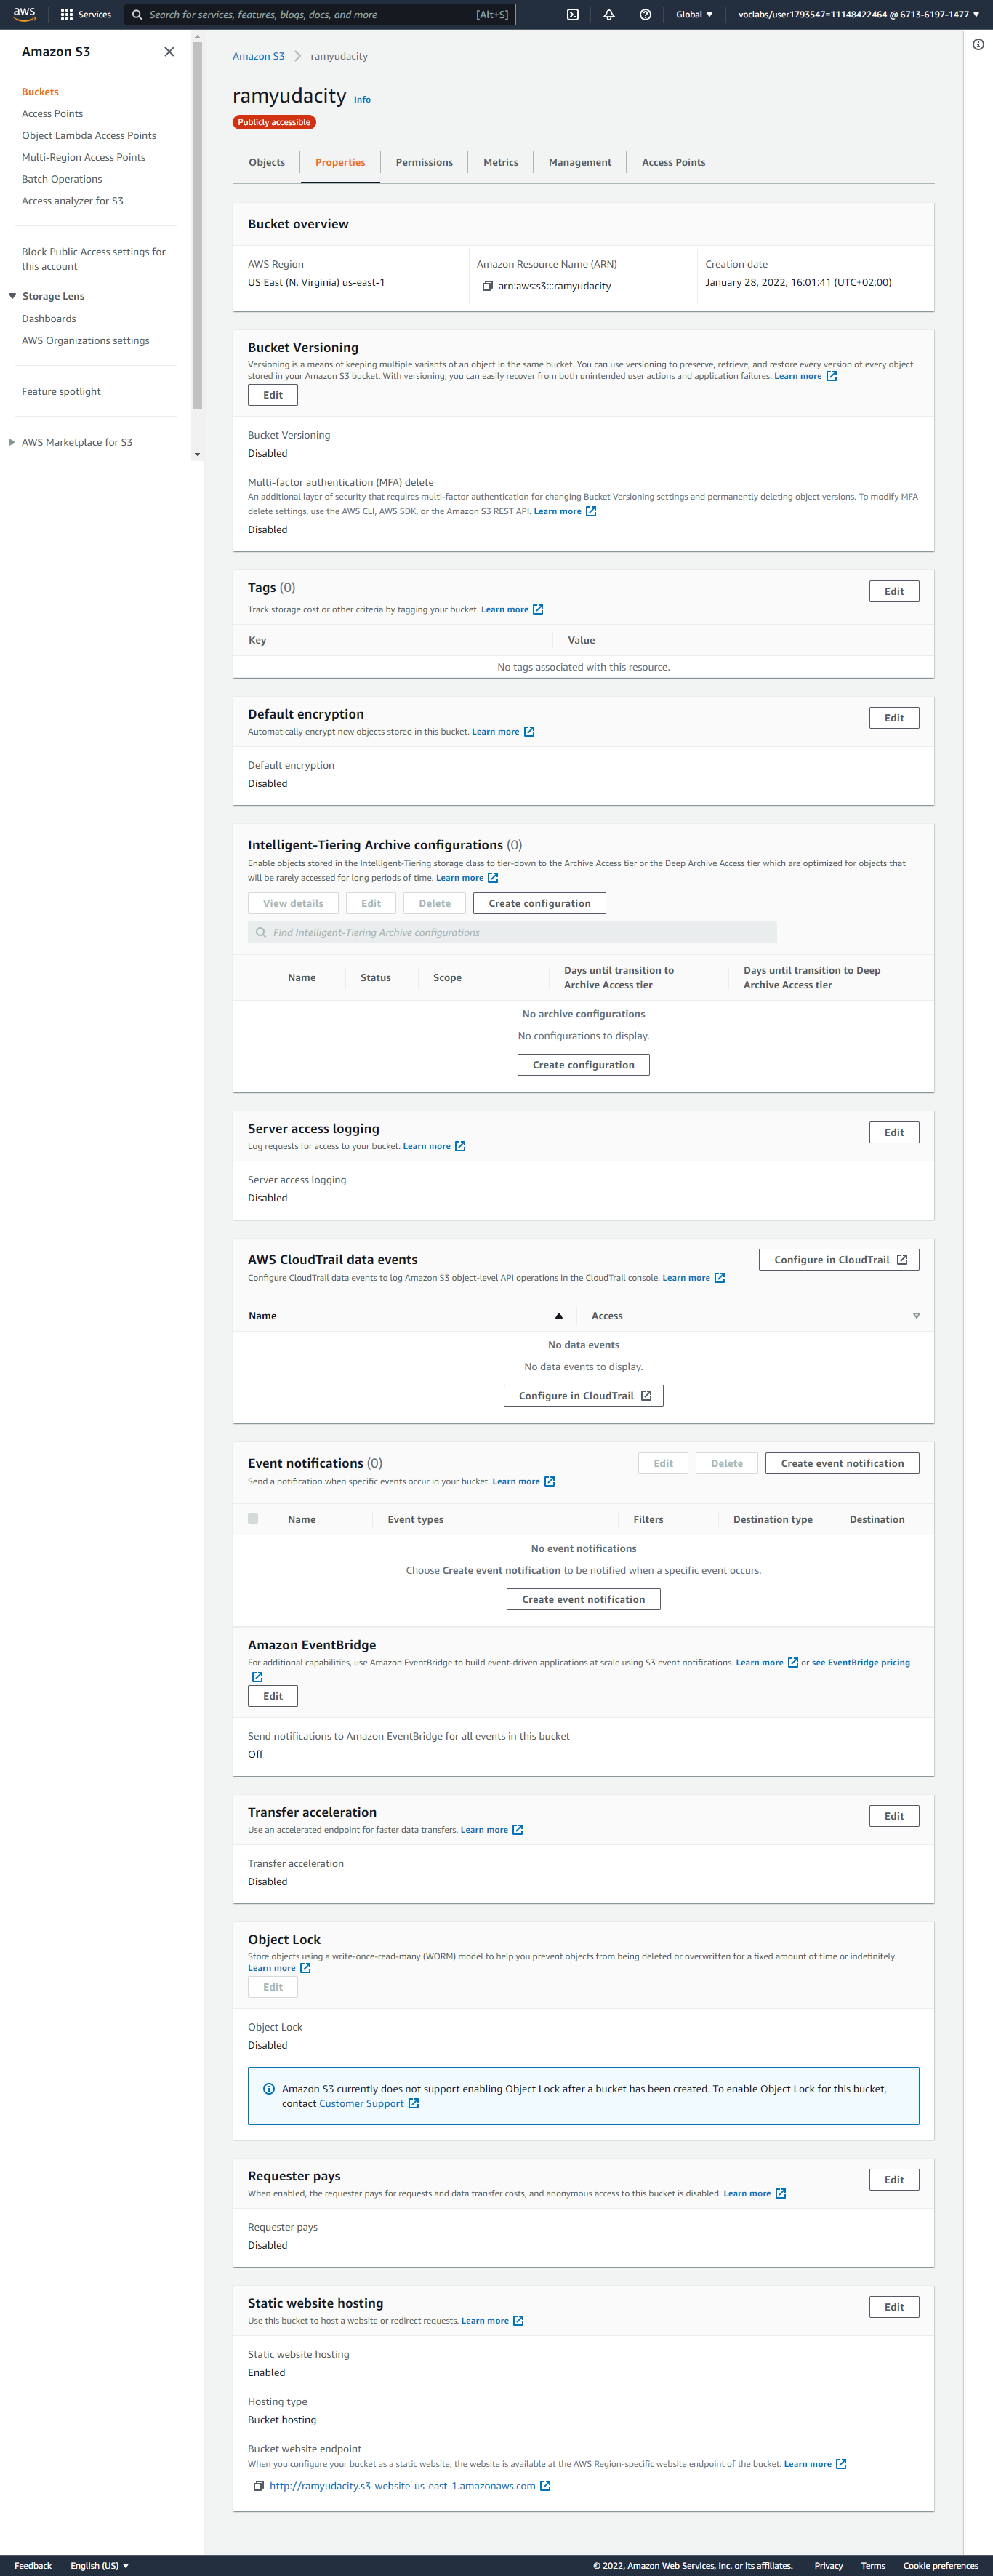 aws Services Search for services, features, blogs, docs, and more [Alt+S] Global voclabs/user1793547=11148422464 @ 6713-6197-1477
Amazon S3
Buckets
Access Points
Object Lambda Access Points
Multi-Region Access Points
Batch Operations
Access analyzer for S3
Block Public Access settings for
this account
Storage Lens
Dashboards
AWS Organizations settings
Feature spotlight
AWS Marketplace for S3
Amazon S3 ramyudacity
ramyudacity Info
Publicly accessible
Objects Properties Permissions Metrics Management Access Points
Bucket overview
AWS Region Amazon Resource Name (ARN) Creation date
US East (N. Virginia) us-east-1 arn:aws:s3:::ramyudacity January 28, 2022, 16:01:41 (UTC+02:00)
Bucket Versioning
Versioning is a means of keeping multiple variants of an object in the same bucket. You can use versioning to preserve, retrieve, and restore every version of every object
stored in your Amazon S3 bucket. With versioning, you can easily recover from both unintended user actions and application failures. Learn more
Edit
Bucket Versioning
Disabled
Multi-factor authentication (MFA) delete
An additional layer of security that requires multi-factor authentication for changing Bucket Versioning settings and permanently deleting object versions. To modify MFA
delete settings, use the AWS CLI, AWS SDK, or the Amazon S3 REST API. Learn more
Disabled
Tags (0) Edit
Track storage cost or other criteria by tagging your bucket. Learn more
Key Value
No tags associated with this resource.
Default encryption Edit
Automatically encrypt new objects stored in this bucket. Learn more
Default encryption
Disabled
Intelligent-Tiering Archive configurations (0)
Enable objects stored in the Intelligent-Tiering storage class to tier-down to the Archive Access tier or the Deep Archive Access tier which are optimized for objects that
will be rarely accessed for long periods of time. Learn more
View details Edit Delete Create configuration
Find Intelligent-Tiering Archive configurations
Name Status Scope Days until transition to Archive Access tier Days until transition to Deep Archive Access tier
No archive configurations
No configurations to display.
Create configuration
Server access logging Edit
Log requests for access to your bucket. Learn more
Server access logging
Disabled
AWS CloudTrail data events Configure in CloudTrail
Configure CloudTrail data events to log Amazon S3 object-level API operations in the CloudTrail console. Learn more
Name Access
No data events
No data events to display.
Configure in CloudTrail
Event notifications (0) Edit Delete Create event notification
Send a notification when specific events occur in your bucket. Learn more
Name Event types Filters Destination type Destination
No event notifications
Choose Create event notification to be notified when a specific event occurs.
Create event notification
Amazon EventBridge
For additional capabilities, use Amazon EventBridge to build event-driven applications at scale using S3 event notifications. Learn more or see EventBridge pricing
Edit
Send notifications to Amazon EventBridge for all events in this bucket
Off
Transfer acceleration Edit
Use an accelerated endpoint for faster data transfers. Learn more
Transfer acceleration
Disabled
Object Lock
Store objects using a write-once-read-many (WORM) model to help you prevent objects from being deleted or overwritten for a fixed amount of time or indefinitely.
Learn more
Edit
Object Lock
Disabled
Amazon S3 currently does not support enabling Object Lock after a bucket has been created. To enable Object Lock for this bucket,
contact Customer Support
Requester pays Edit
When enabled, the requester pays for requests and data transfer costs, and anonymous access to this bucket is disabled. Learn more
Requester pays
Disabled
Static website hosting Edit
Use this bucket to host a website or redirect requests. Learn more
Static website hosting
Enabled
Hosting type
Bucket hosting
Bucket website endpoint
When you configure your bucket as a static website, the website is available at the AWS Region-specific website endpoint of the bucket. Learn more
http://ramyudacity.s3-website-us-east-1.amazonaws.com
Feedback English (US) © 2022, Amazon Web Services, Inc. or its affiliates. Privacy Terms Cookie preferences